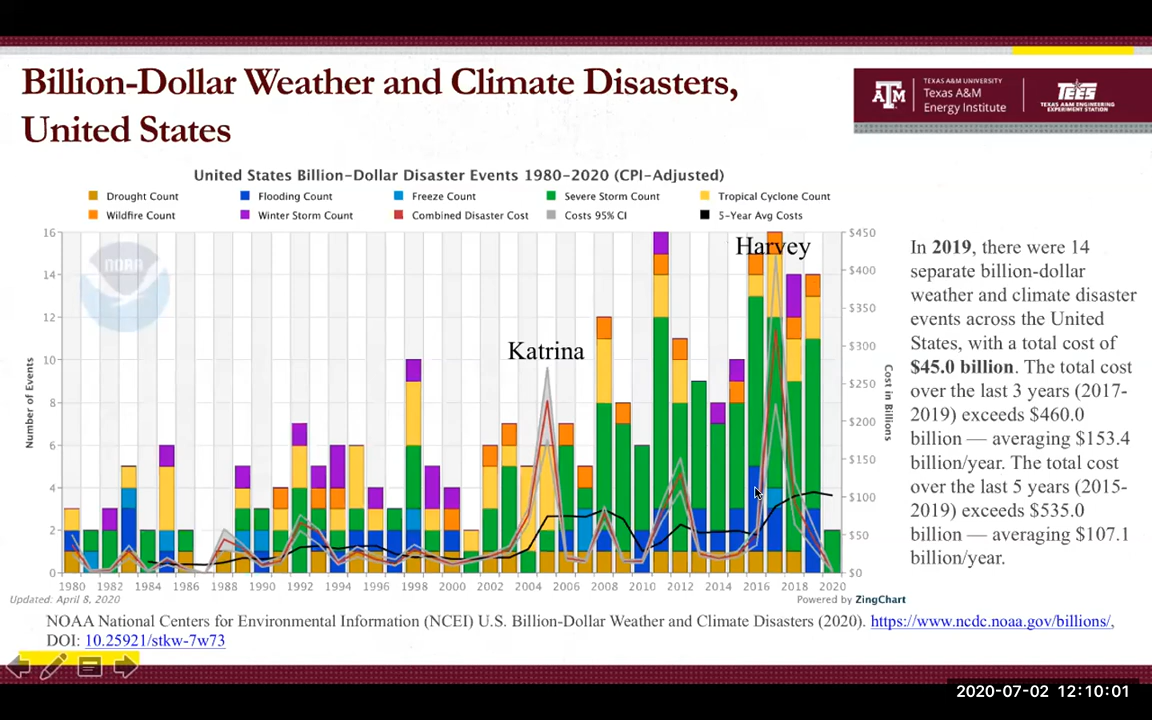 Billion-Dollar Weather and Climate Disasters,
United States
TEXAS A&M UNIVERSITY
Texas A&M
Energy Institute
TEES
TEXAS A&M ENGINEERING
EXPERIMENT STATION
United States Billion-Dollar Disaster Events 1980-2020 (CPI-Adjusted)
Drought Count Flooding Count Freeze Count Severe Storm Count Tropical Cyclone Count
Wildfire Count Winter Storm Count Combined Disaster Cost Costs 95% CI 5-Year Avg Costs
Number of Events
16
14
12
10
8
6
4
2
0
NOAA
Katrina
Harvey
$450
$400
$350
$300
$250
$200
$150
$100
$50
$0
Cost in Billions
1980 1982 1984 1986 1988 1990 1992 1994 1996 1998 2000 2002 2004 2006 2008 2010 2012 2014 2016 2018 2020
Updated: April 8, 2020
Powered by ZingChart
In 2019, there were 14
separate billion-dollar
weather and climate disaster
events across the United
States, with a total cost of
$45.0 billion. The total cost
over the last 3 years (2017-
2019) exceeds $460.0
billion — averaging $153.4
billion/year. The total cost
over the last 5 years (2015-
2019) exceeds $535.0
billion — averaging $107.1
billion/year.
NOAA National Centers for Environmental Information (NCEI) U.S. Billion-Dollar Weather and Climate Disasters (2020). https://www.ncdc.noaa.gov/billions/,
DOI: 10.25921/stkw-7w73
2020-07-02 12:10:01